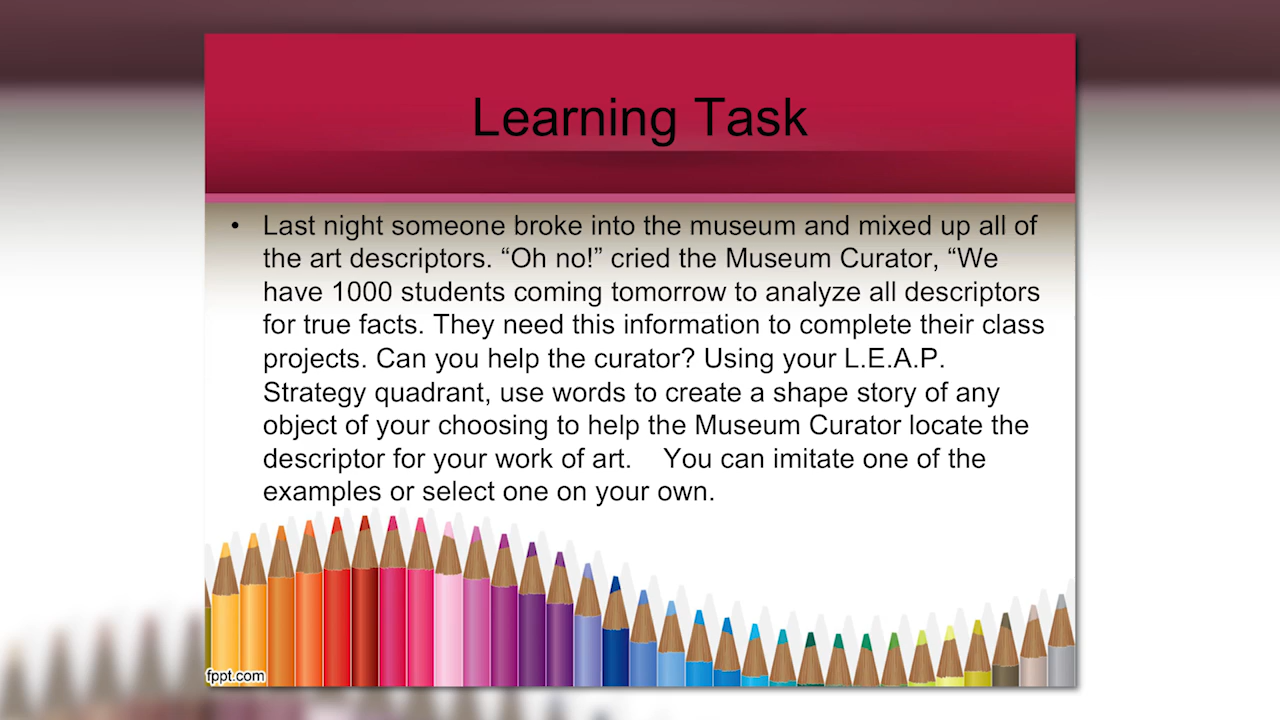 Learning Task
• Last night someone broke into the museum and mixed up all of
the art descriptors. “Oh no!” cried the Museum Curator, “We
have 1000 students coming tomorrow to analyze all descriptors
for true facts. They need this information to complete their class
projects. Can you help the curator? Using your L.E.A.P.
Strategy quadrant, use words to create a shape story of any
object of your choosing to help the Museum Curator locate the
descriptor for your work of art. You can imitate one of the
examples or select one on your own.
fppt.com